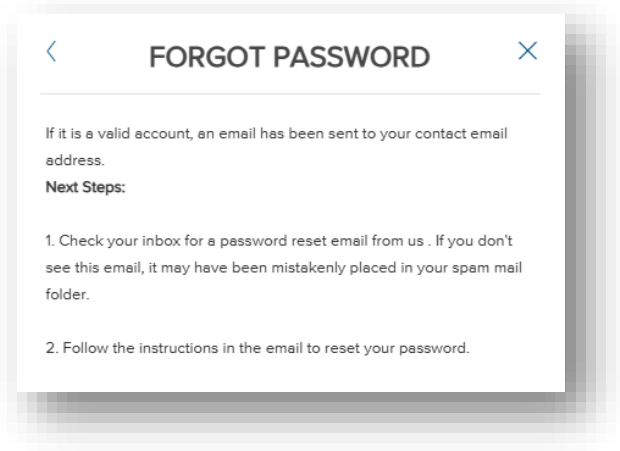 FORGOT PASSWORD
If it is a valid account, an email has been sent to your contact email
address.
Next Steps:
1. Check your inbox for a password reset email from us . If you don't
see this email, it may have been mistakenly placed in your spam mail
folder.
2. Follow the instructions in the email to reset your password.